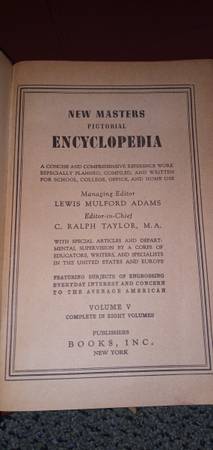 NEW MASTERS
PICTORIAL
ENCYCLOPEDIA
A CONCISE AND COMPREHENSIVE REFERENCE WORK
ESPECIALLY PLANNED, COMPILED, AND WRITTEN
FOR SCHOOL, COLLEGE, OFFICE, AND HOME USE
Managing Editor
LEWIS MULFORD ADAMS
Editor-in-Chief
C. RALPH TAYLOR, M.A.
WITH SPECIAL ARTICLES AND DEPART-
MENTAL SUPERVISION BY A CORPS OF
EDUCATORS, WRITERS, AND SPECIALISTS
IN THE UNITED STATES AND EUROPE
FEATURING SUBJECTS OF ENGROSSING
EVERYDAY INTEREST AND CONCERN
TO THE AVERAGE AMERICAN
VOLUME V
COMPLETE IN EIGHT VOLUMES
PUBLISHERS
BOOKS, INC.
NEW YORK